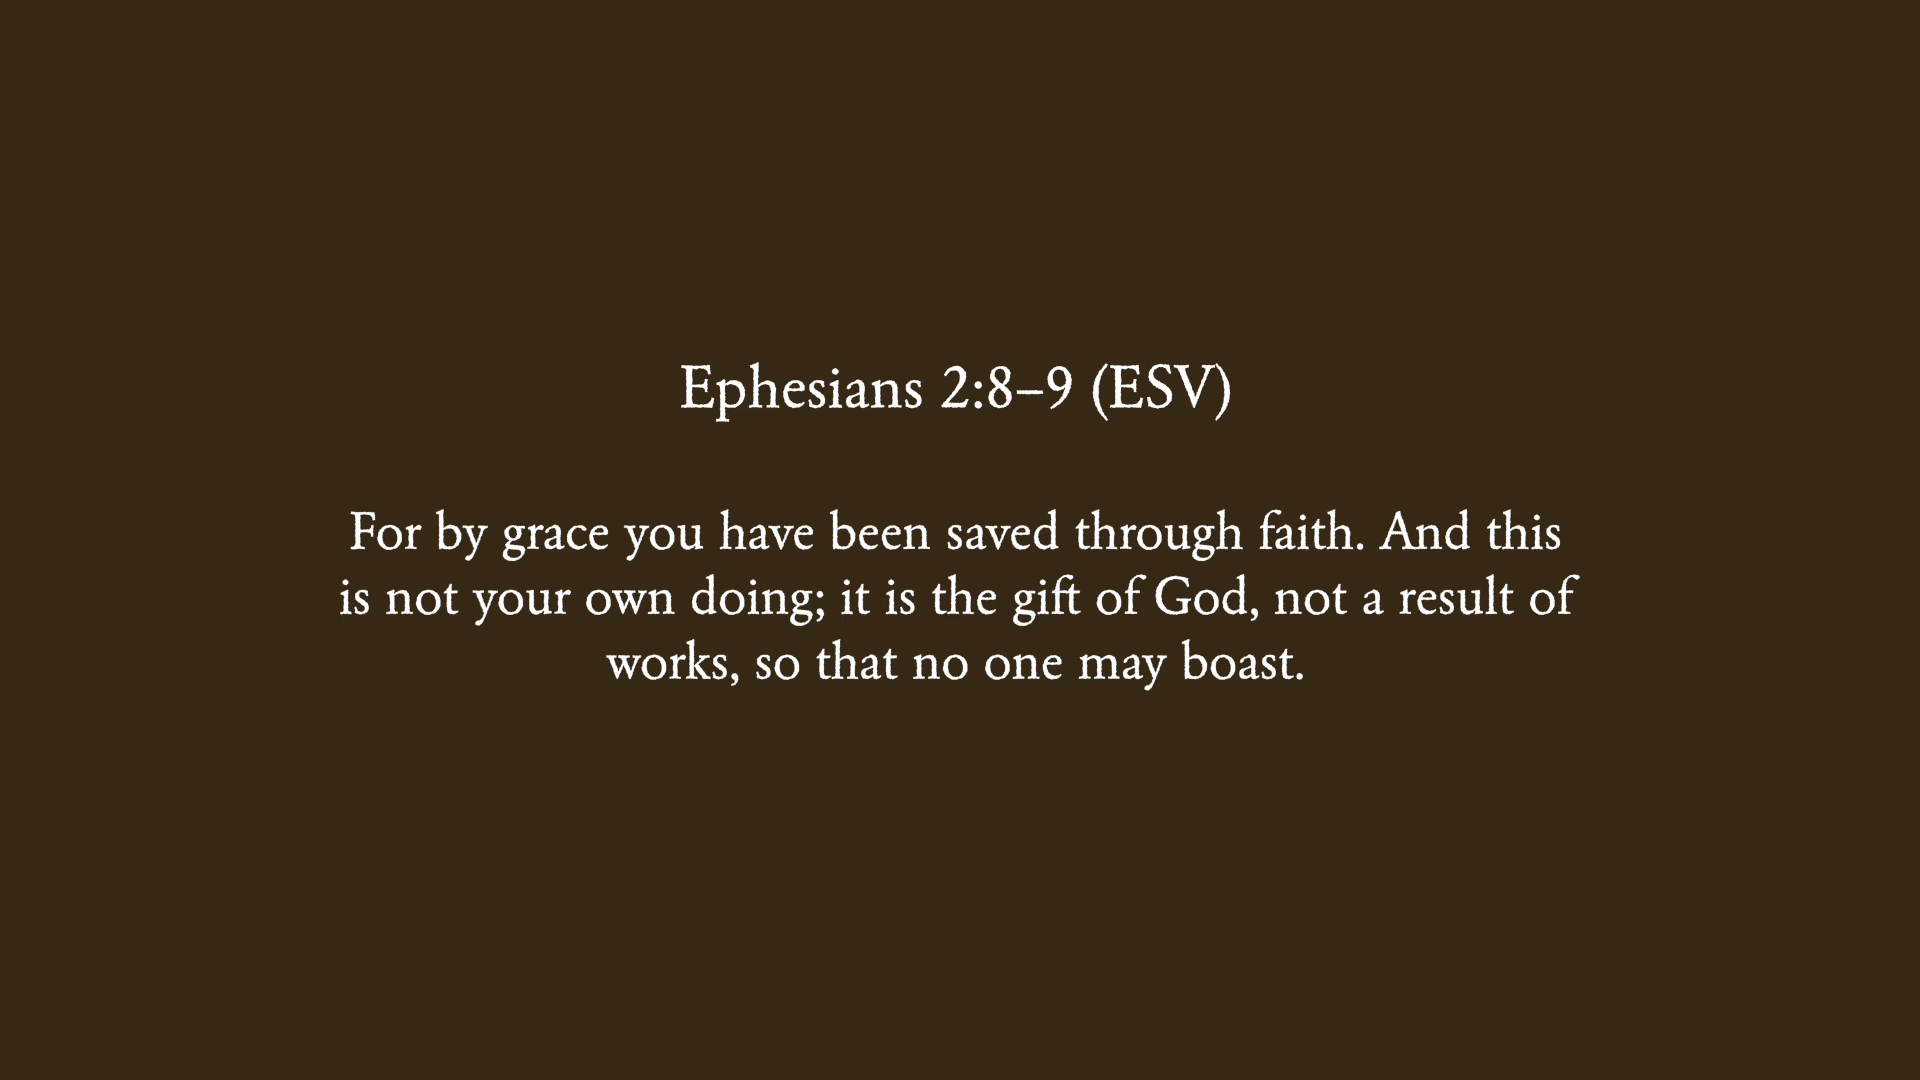 Ephesians 2:8–9 (ESV)
For by grace you have been saved through faith. And this
is not your own doing; it is the gift of God, not a result of
works, so that no one may boast.